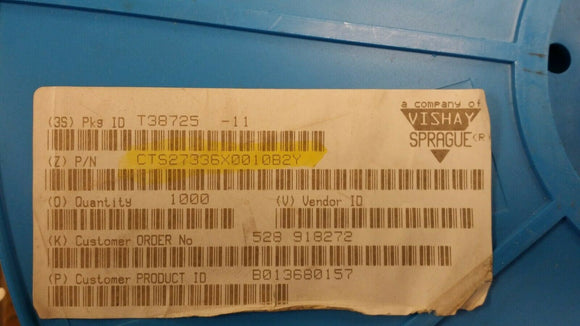 (3S) Pkg ID T38725 -11
a company of
VISHAY
SPRAGUE (R)
(Z) P/N CTS27336X0010B2Y
(Q) Quantity 1000 (V) Vendor ID
(K) Customer ORDER No 528 918272
(P) Customer PRODUCT ID B013680157